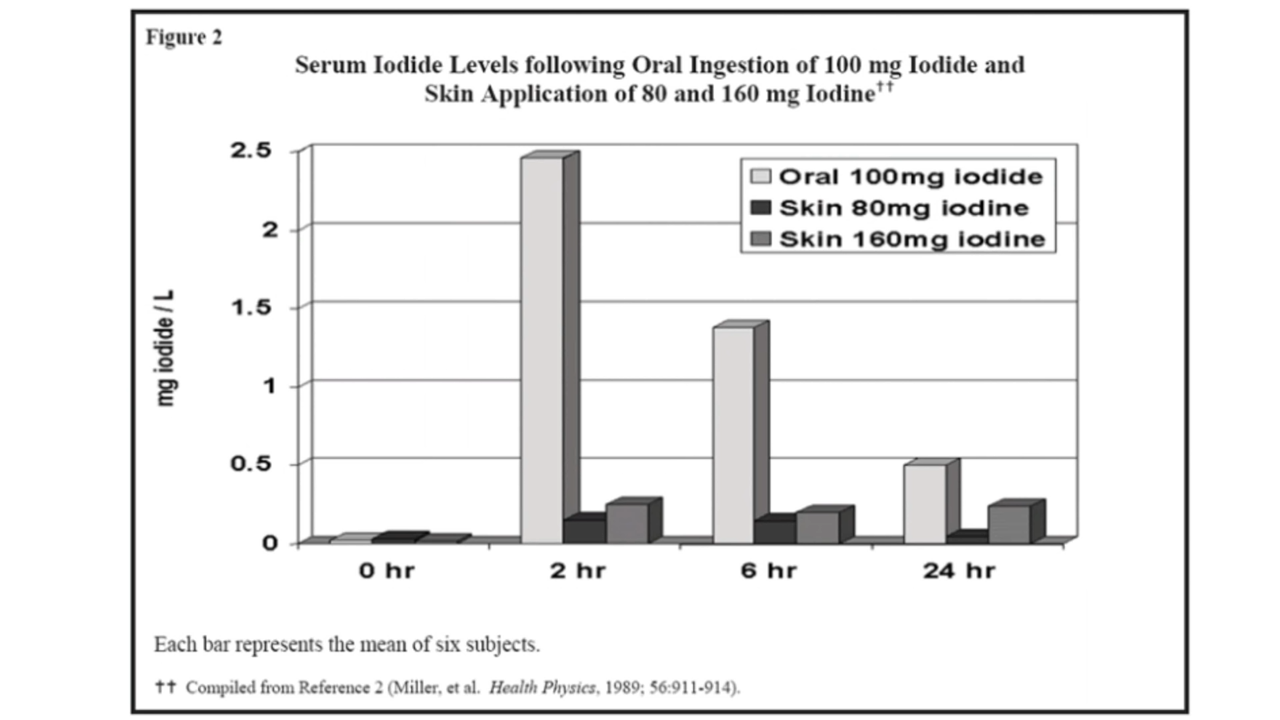 Figure 2
Serum Iodide Levels following Oral Ingestion of 100 mg Iodide and
Skin Application of 80 and 160 mg Iodine††
2.5
2
1.5
1
0.5
0
mg iodide / L
Oral 100mg iodide
Skin 80mg iodine
Skin 160mg iodine
0 hr
2 hr
6 hr
24 hr
Each bar represents the mean of six subjects.
†† Compiled from Reference 2 (Miller, et al. Health Physics, 1989; 56:911-914).